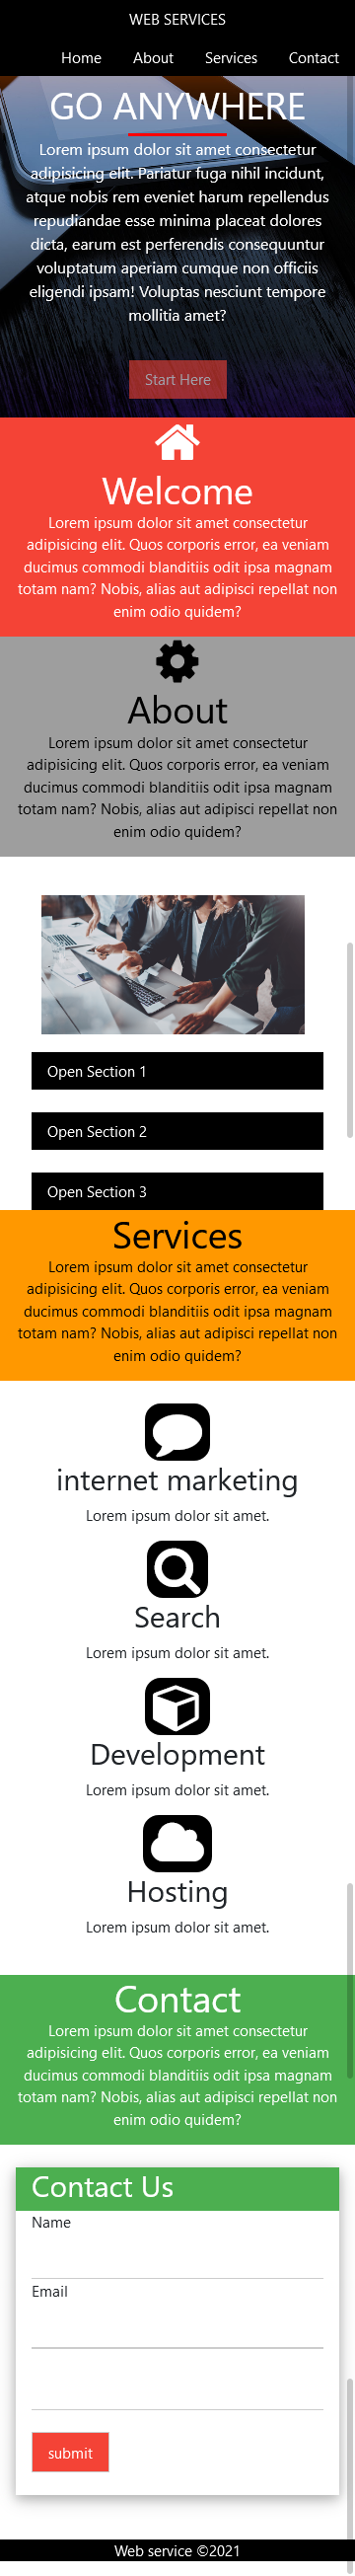 WEB SERVICES
Home About Services Contact
GO ANYWHERE
Lorem ipsum dolor sit amet consectetur
adipisicing elit. Pariatur fuga nihil incidunt,
atque nobis rem eveniet harum repellendus
repudiandae esse minima placeat dolores
dicta, earum est perferendis consequuntur
voluptatum aperiam cumque non officiis
eligendi ipsam! Voluptas nesciunt tempore
mollitia amet?
Start Here
Welcome
Lorem ipsum dolor sit amet consectetur
adipisicing elit. Quos corporis error, ea veniam
ducimus commodi blanditiis odit ipsa magnam
totam nam? Nobis, alias aut adipisci repellat non
enim odio quidem?
About
Lorem ipsum dolor sit amet consectetur
adipisicing elit. Quos corporis error, ea veniam
ducimus commodi blanditiis odit ipsa magnam
totam nam? Nobis, alias aut adipisci repellat non
enim odio quidem?
Open Section 1
Open Section 2
Open Section 3
Services
Lorem ipsum dolor sit amet consectetur
adipisicing elit. Quos corporis error, ea veniam
ducimus commodi blanditiis odit ipsa magnam
totam nam? Nobis, alias aut adipisci repellat non
enim odio quidem?
internet marketing
Lorem ipsum dolor sit amet.
Search
Lorem ipsum dolor sit amet.
Development
Lorem ipsum dolor sit amet.
Hosting
Lorem ipsum dolor sit amet.
Contact
Lorem ipsum dolor sit amet consectetur
adipisicing elit. Quos corporis error, ea veniam
ducimus commodi blanditiis odit ipsa magnam
totam nam? Nobis, alias aut adipisci repellat non
enim odio quidem?
Contact Us
Name
Email
submit
Web service ©2021